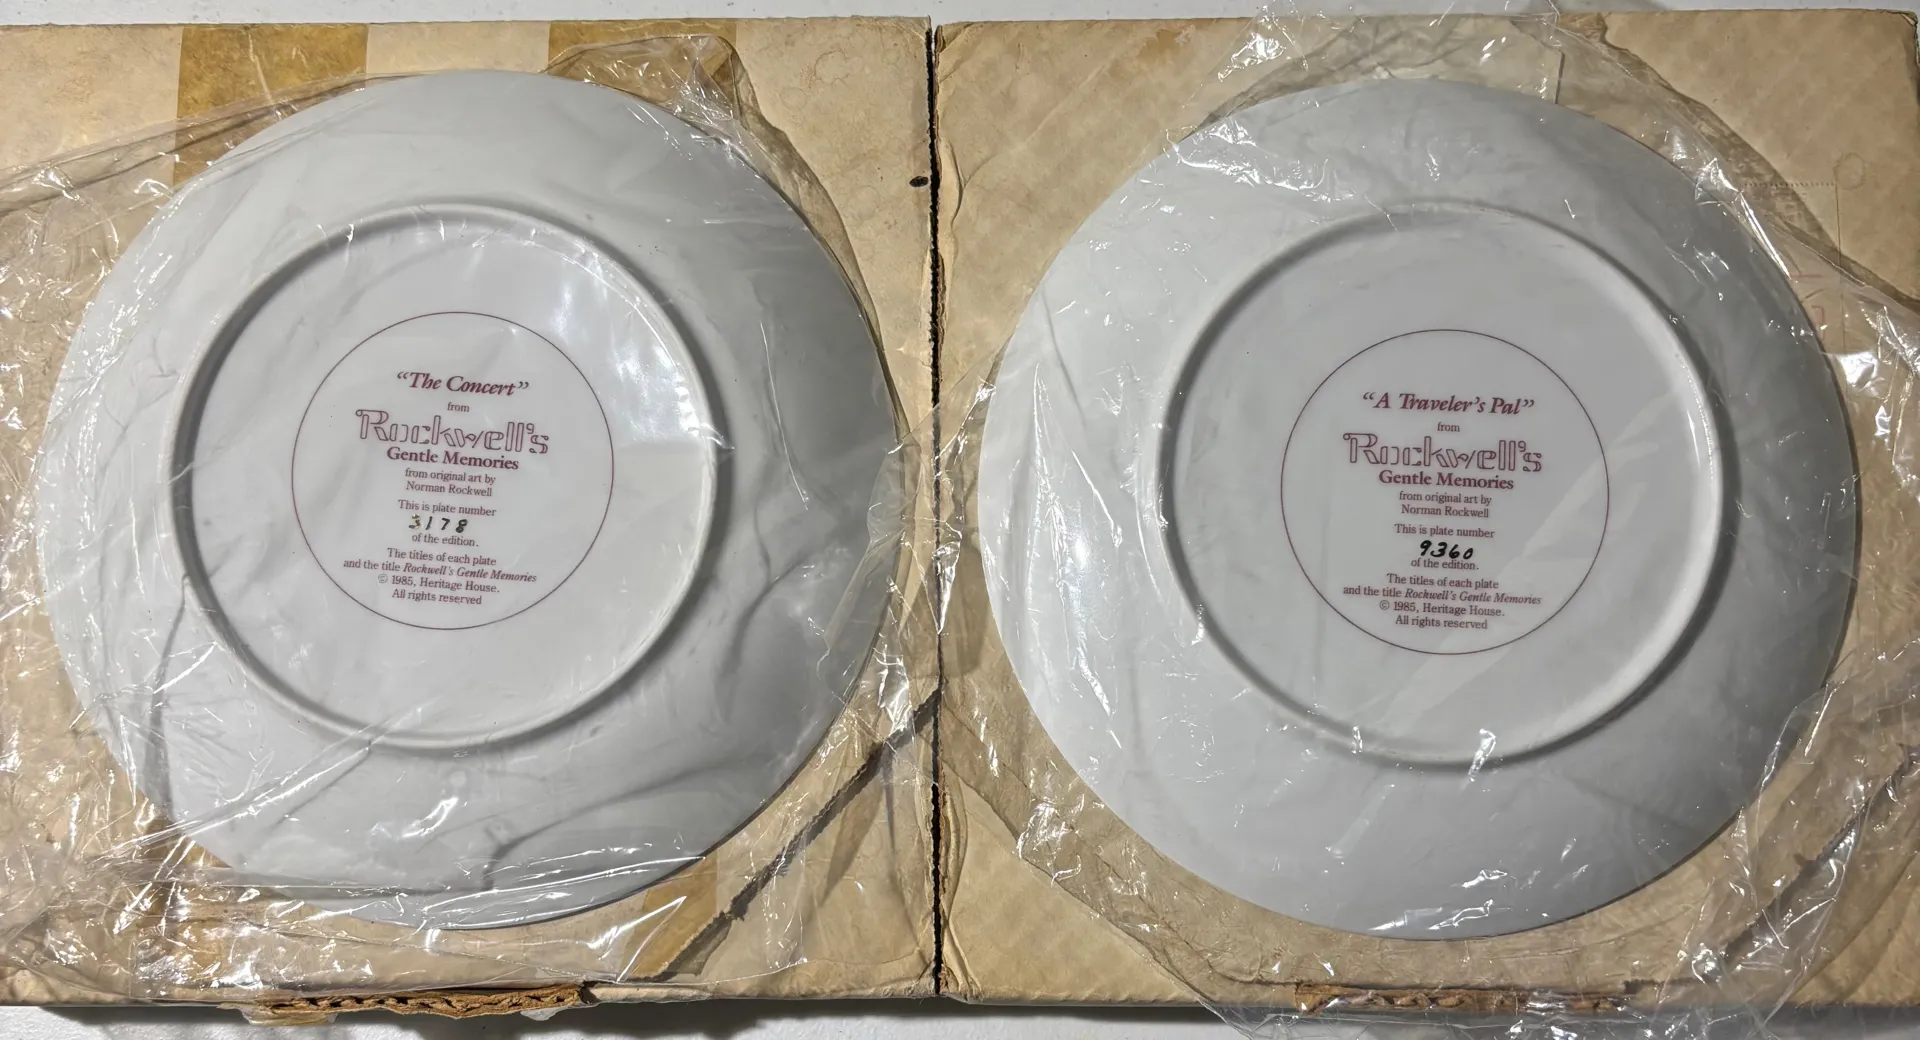 “The Concert”
from
Rockwell's
Gentle Memories
from original art by
Norman Rockwell
This is plate number
3178
of the edition.
The titles of each plate
and the title Rockwell's Gentle Memories
© 1985, Heritage House.
All rights reserved
“A Traveler's Pal”
from
Rockwell's
Gentle Memories
from original art by
Norman Rockwell
This is plate number
9360
of the edition.
The titles of each plate
and the title Rockwell's Gentle Memories
© 1985, Heritage House.
All rights reserved